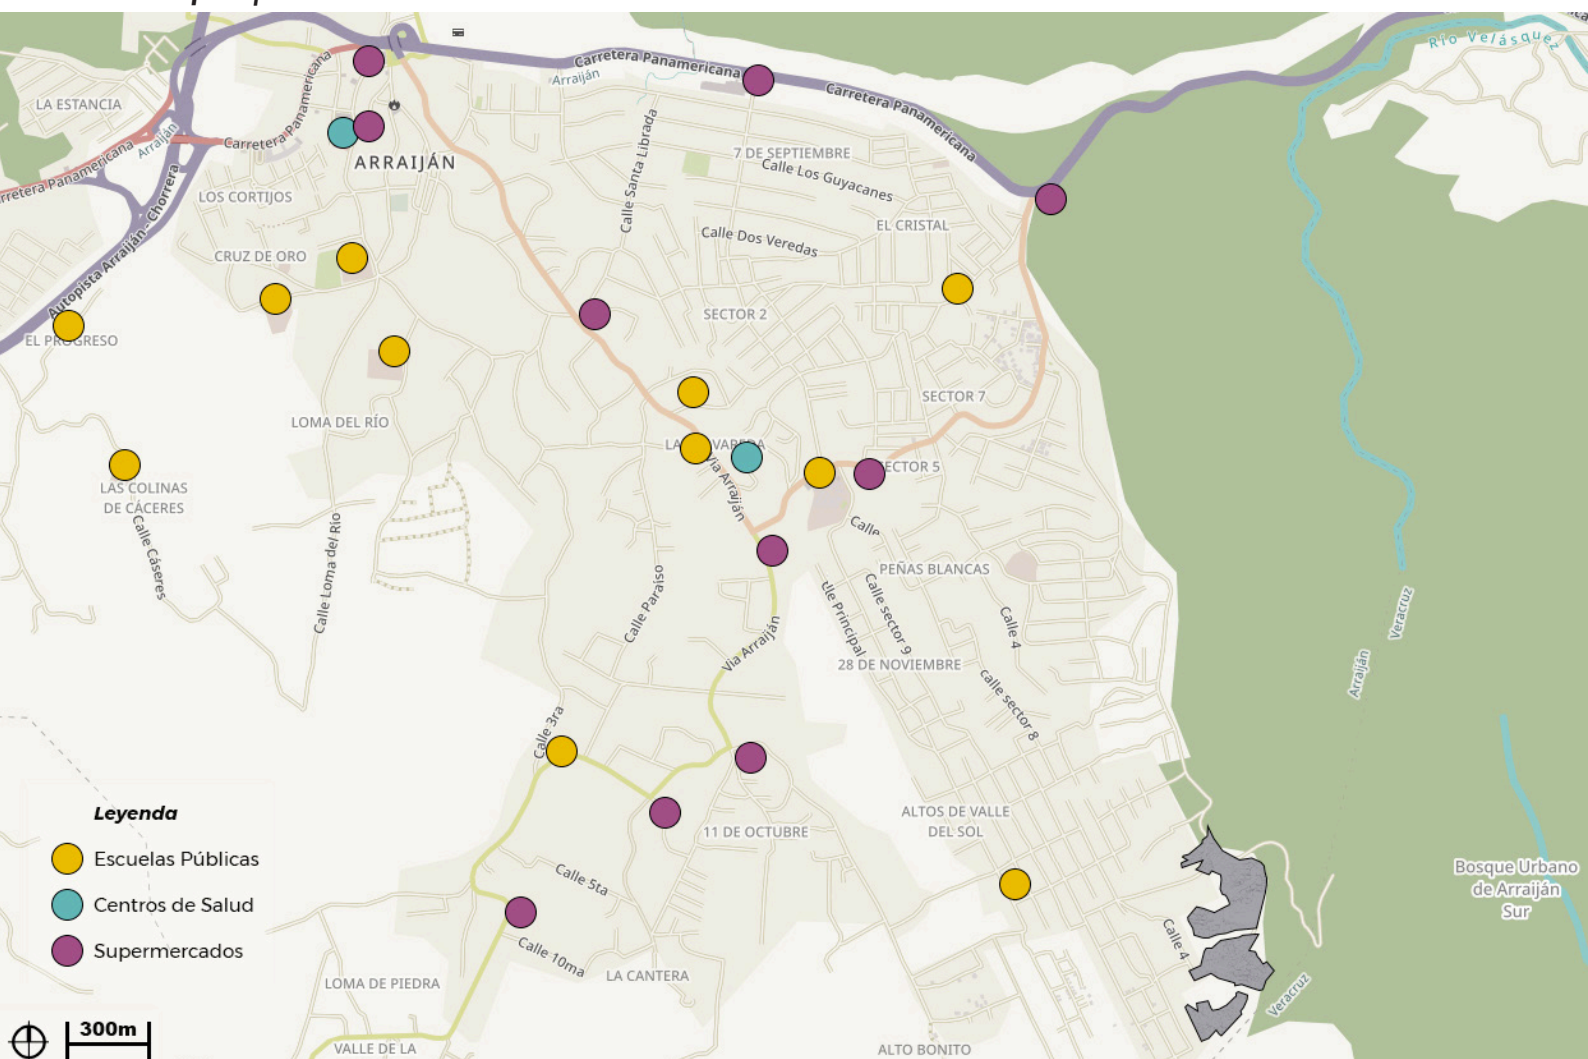 Río Velásquez
Carretera Panamericana
Arraiján
LA ESTANCIA
Carretera Panamericana
Carretera Panamericana
Carretera Panamericana
Arraiján
Carretera Panamericana
ARRAIJÁN
7 DE SEPTIEMBRE
Calle Los Guyacanes
Calle Santa Librada
LOS CORTIJOS
Autopista Arraiján - Chorrera
EL CRISTAL
Calle Dos Veredas
CRUZ DE ORO
SECTOR 2
EL PROGRESO
SECTOR 7
LOMA DEL RÍO
SECTOR 5
Vía Arraiján
LAS COLINAS
DE CÁCERES
Calle Cáseres
Calle Loma del Río
Calle
PEÑAS BLANCAS
Calle Paraíso
Principal
Calle sector 9
Calle 4
Veracruz
Arraiján
Vía Arraiján
28 DE NOVIEMBRE
calle sector 8
Calle 3ra
Leyenda
Escuelas Públicas
Centros de Salud
Supermercados
ALTOS DE VALLE
DEL SOL
11 DE OCTUBRE
Calle 5ta
Bosque Urbano
de Arraiján
Sur
Calle 4
Calle 10ma
LA CANTERA
LOMA DE PIEDRA
Veracruz
300m
VALLE DE LA
ALTO BONITO